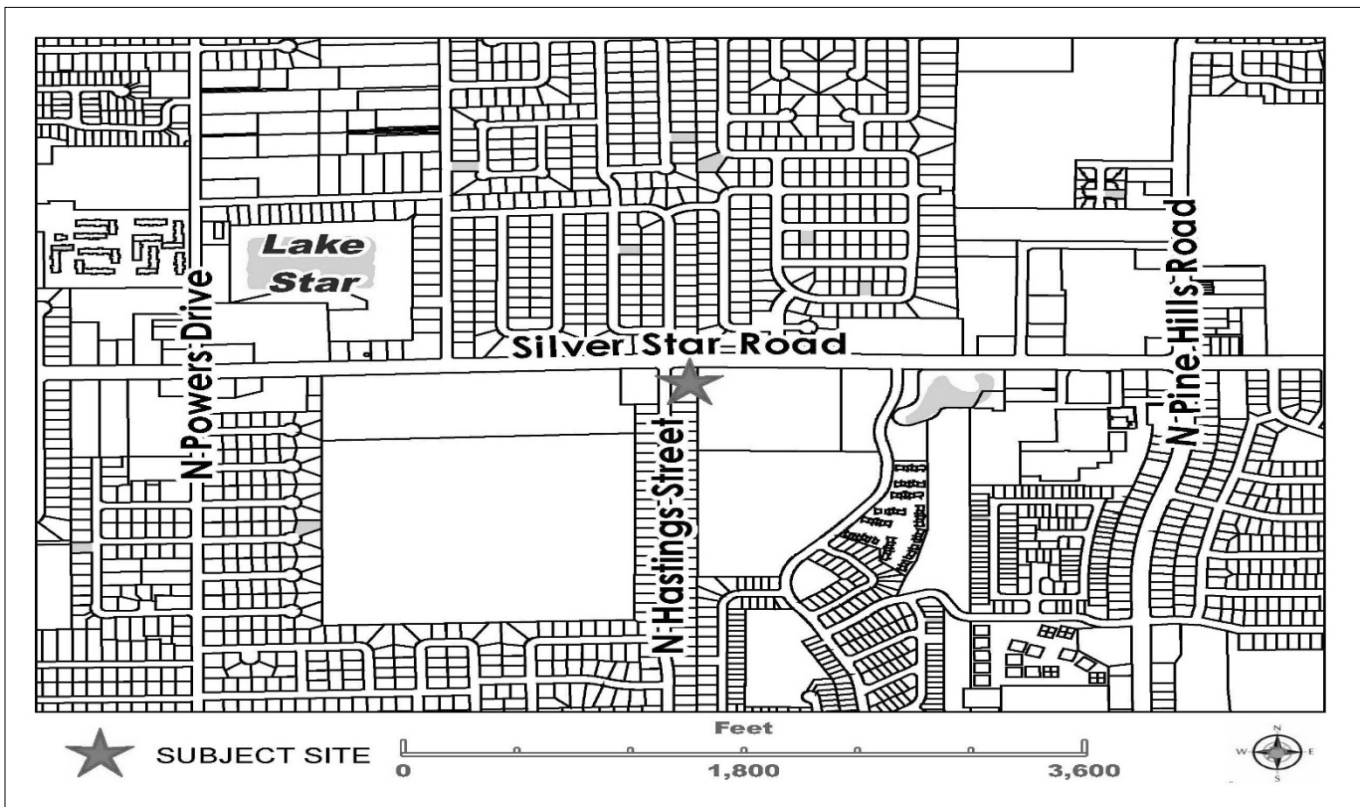 Lake
Star
N Powers Drive
Silver Star Road
N Hastings Street
N Pine Hills Road
SUBJECT SITE
Feet
0
1,800
3,600
N
W
E
S